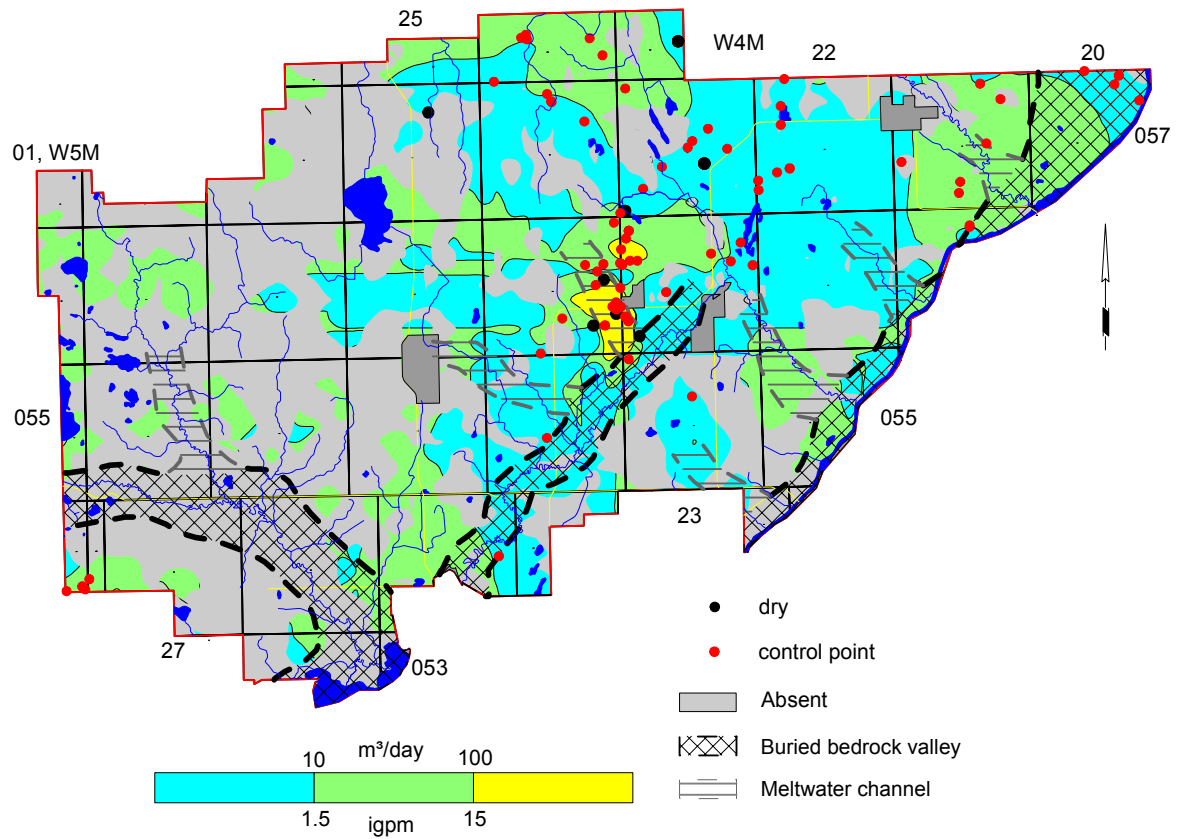 25
W4M
22
20
057
01, W5M
055
055
23
27
053
dry
control point
Absent
Buried bedrock valley
Meltwater channel
10 m³/day 100
1.5 igpm 15